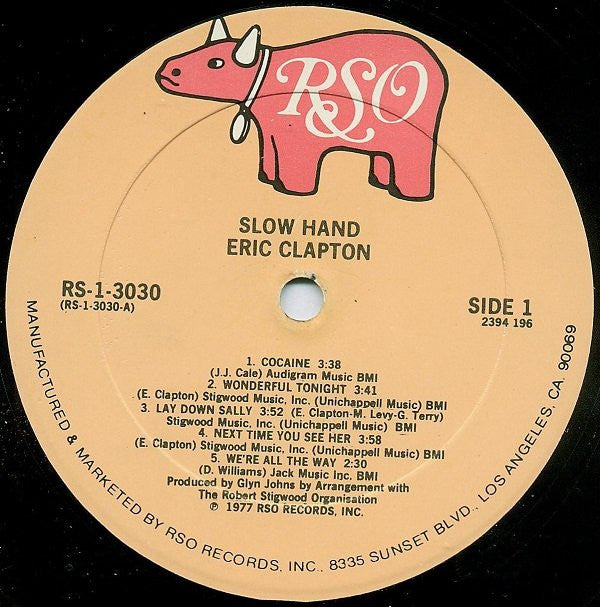 RSO
SLOW HAND
ERIC CLAPTON
RS-1-3030
(RS-1-3030-A)
SIDE 1
2394 196
1. COCAINE 3:38
(J.J. Cale) Audigram Music BMI
2. WONDERFUL TONIGHT 3:41
(E. Clapton) Stigwood Music, Inc. (Unichappell Music) BMI
3. LAY DOWN SALLY 3:52 (E. Clapton-M. Levy-G. Terry)
Stigwood Music, Inc. (Unichappell Music) BMI
4. NEXT TIME YOU SEE HER 3:58
(E. Clapton) Stigwood Music, Inc. (Unichappell Music) BMI
5. WE'RE ALL THE WAY 2:30
(D. Williams) Jack Music Inc. BMI
Produced by Glyn Johns by Arrangement with
The Robert Stigwood Organisation
℗ 1977 RSO RECORDS, INC.
MANUFACTURED & MARKETED BY RSO RECORDS, INC., 8335 SUNSET BLVD., LOS ANGELES, CA. 90069